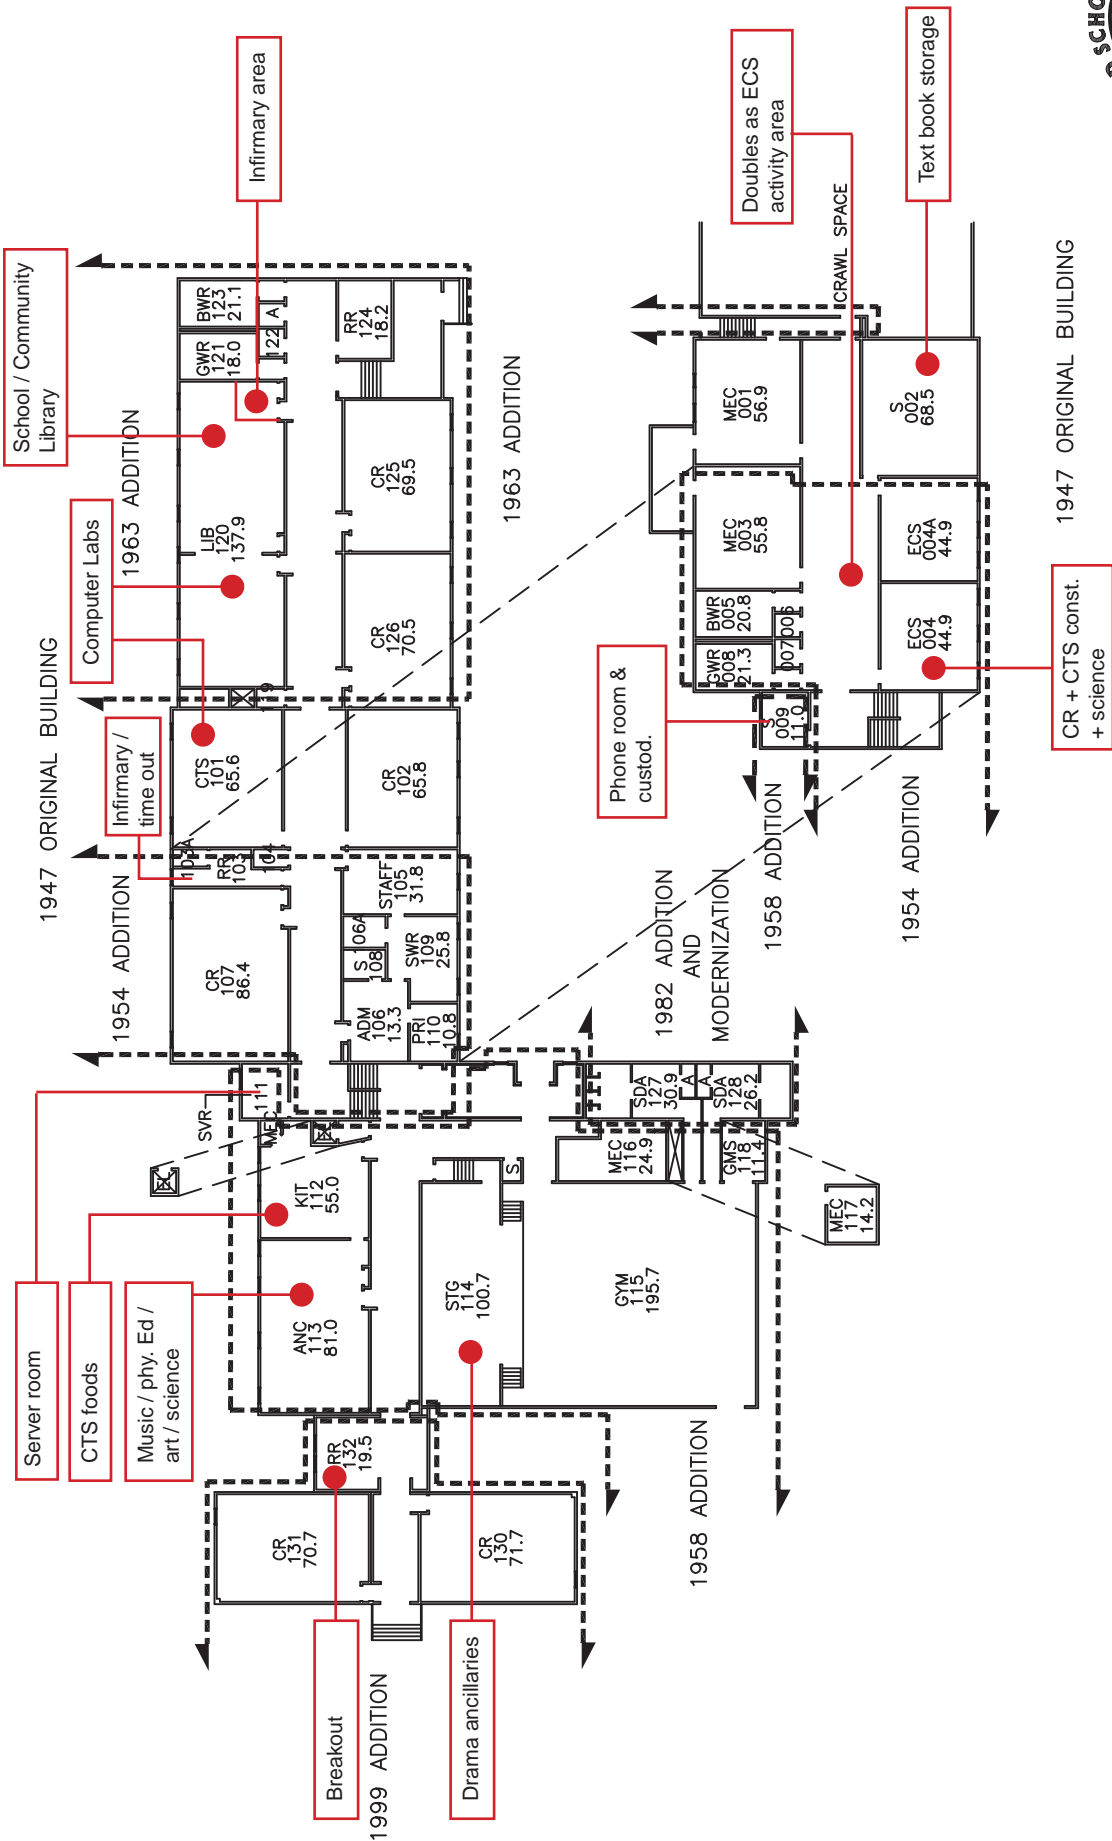 Server room
CTS foods
Music / phy. Ed /
art / science
Breakout
Drama ancillaries
School / Community
Library
Computer Labs
Infirmary /
time out
Infirmary area
Phone room &
custod.
Doubles as ECS
activity area
Text book storage
CR + CTS const.
+ science
1947 ORIGINAL BUILDING
1954 ADDITION
1963 ADDITION
1963 ADDITION
1999 ADDITION
1958 ADDITION
1982 ADDITION
AND
MODERNIZATION
1958 ADDITION
1954 ADDITION
1947 ORIGINAL BUILDING
CR
131
70.7
CR
130
71.7
RR
132
19.5
ANC
113
81.0
KIT
112
55.0
SVR
111
MEC
STG
114
100.7
S
GYM
115
195.7
MEC
116
24.9
MEC
117
14.2
GMS
118
11.4
SDA
127
30.9
A
A
SDA
128
26.2
CR
107
86.4
103A
RR
103
104
ADM
106
13.3
PRI
110
10.8
S
108
106A
SWR
109
25.8
STAFF
105
31.8
CTS
101
65.6
CR
102
65.8
LIB
120
137.9
GWR
121
18.0
BWR
123
21.1
122
A
RR
124
18.2
CR
125
69.5
CR
126
70.5
MEC
001
56.9
MEC
003
55.8
BWR
005
20.8
006
007
GWR
008
21.3
S
009
11.0
ECS
004
44.9
ECS
004A
44.9
S
002
68.5
CRAWL SPACE
SCHO